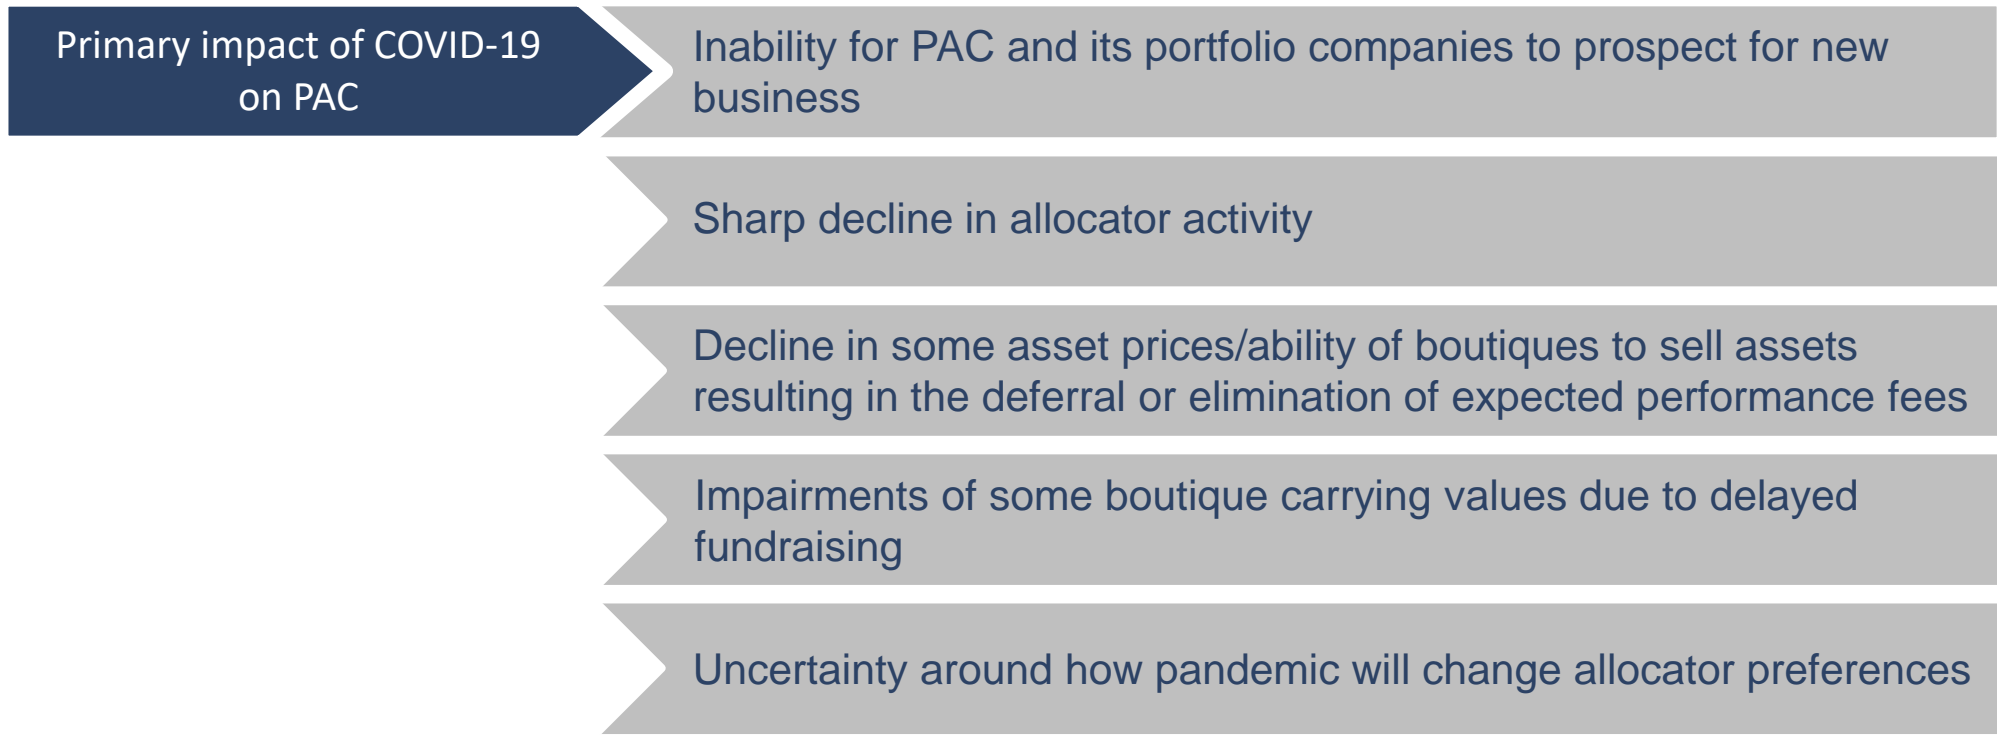 Primary impact of COVID-19
on PAC
Inability for PAC and its portfolio companies to prospect for new
business
Sharp decline in allocator activity
Decline in some asset prices/ability of boutiques to sell assets
resulting in the deferral or elimination of expected performance fees
Impairments of some boutique carrying values due to delayed
fundraising
Uncertainty around how pandemic will change allocator preferences